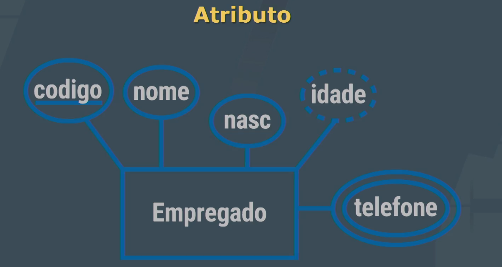 Atributo
codigo
nome
nasc
idade
Empregado
telefone